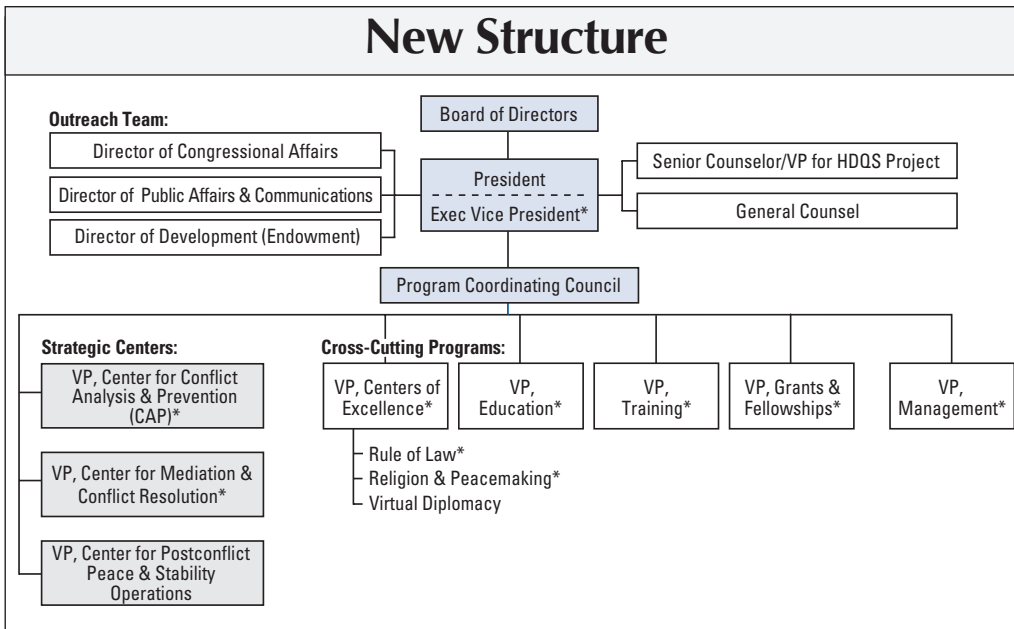 New Structure
Board of Directors
Outreach Team:
Director of Congressional Affairs
Director of Public Affairs & Communications
Director of Development (Endowment)
President
Exec Vice President*
Senior Counselor/VP for HDQS Project
General Counsel
Program Coordinating Council
Strategic Centers:
VP, Center for Conflict
Analysis & Prevention
(CAP)*
VP, Center for Mediation &
Conflict Resolution*
VP, Center for Postconflict
Peace & Stability
Operations
Cross-Cutting Programs:
VP, Centers of
Excellence*
Rule of Law*
Religion & Peacemaking*
Virtual Diplomacy
VP,
Education*
VP,
Training*
VP, Grants &
Fellowships*
VP,
Management*